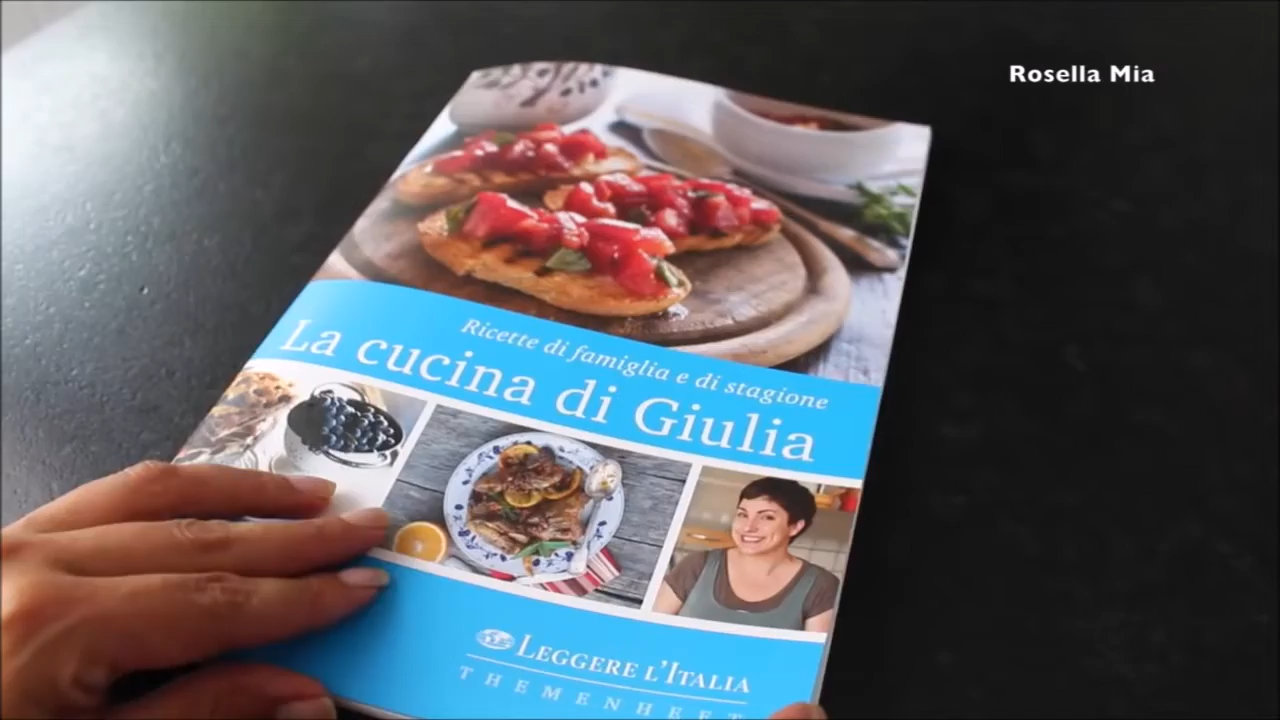 Rosella Mia
Ricette di famiglia e di stagione
La cucina di Giulia
LEGGERE L'ITALIA
THEMENHEFT